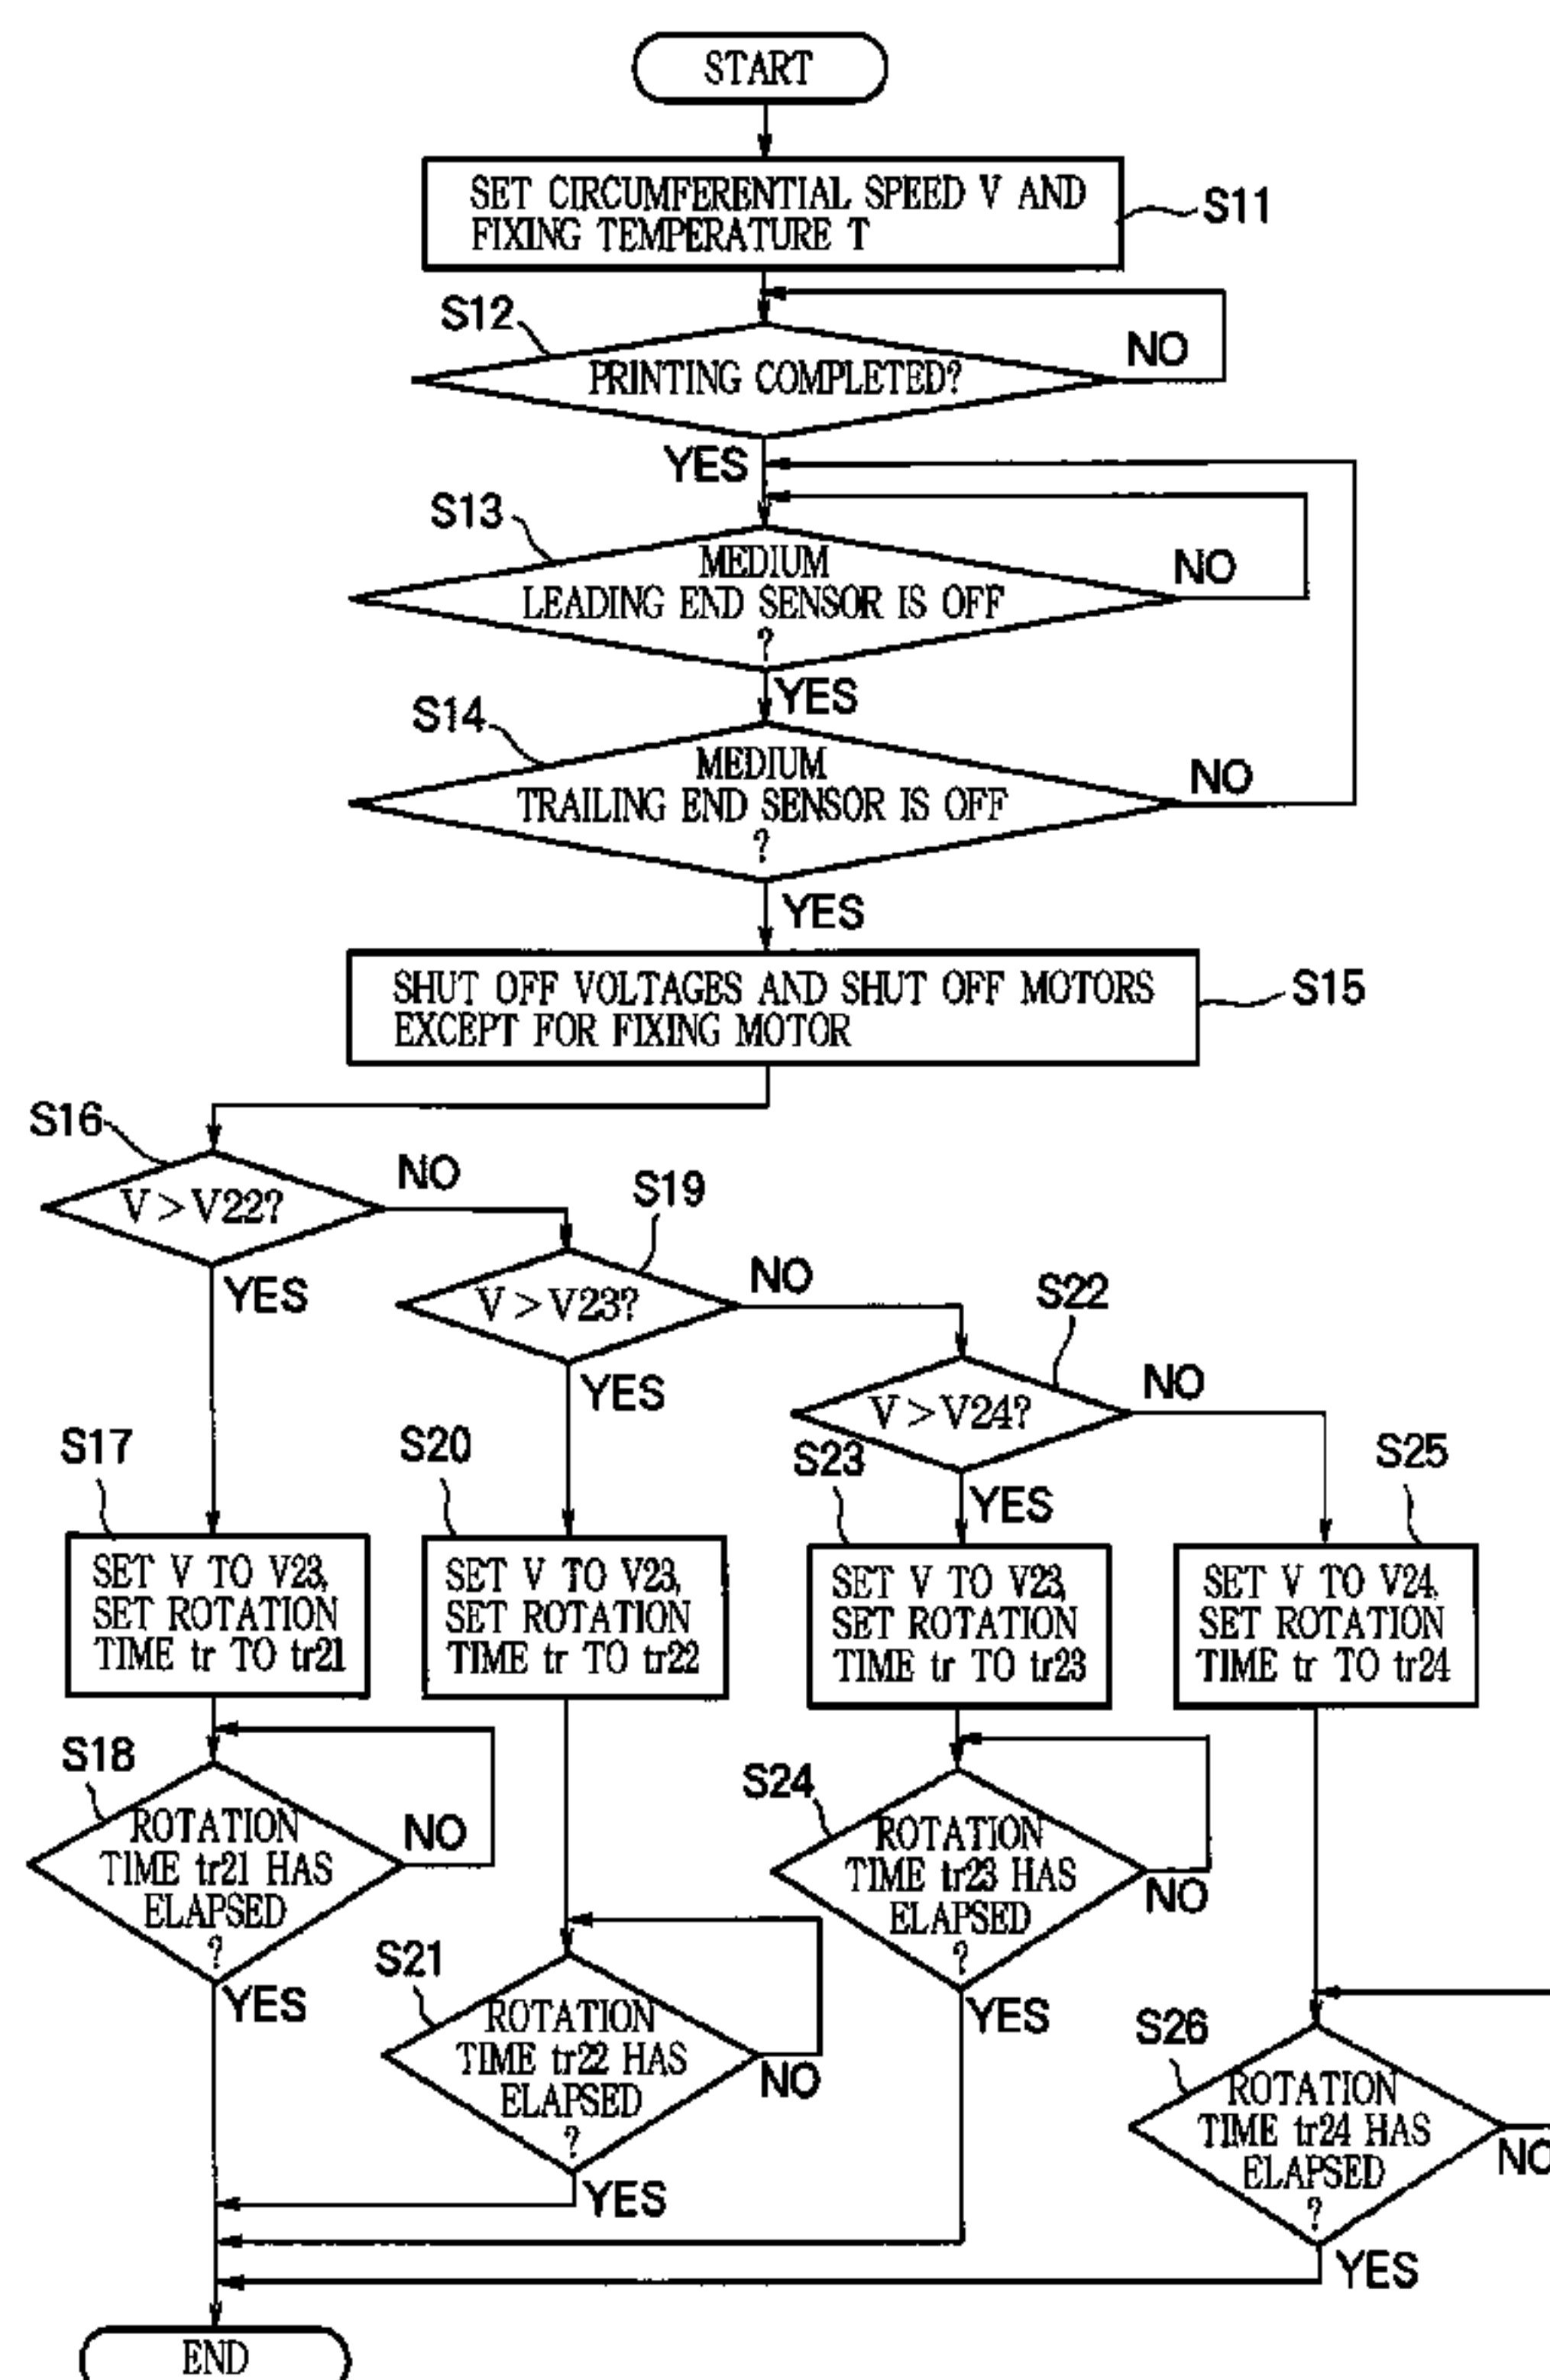 START
SET CIRCUMFERENTIAL SPEED V AND
FIXING TEMPERATURE T
S11
S12
PRINTING COMPLETED?
NO
YES
S13
MEDIUM
LEADING END SENSOR IS OFF
?
NO
YES
S14
MEDIUM
TRAILING END SENSOR IS OFF
?
NO
YES
SHUT OFF VOLTAGES AND SHUT OFF MOTORS
EXCEPT FOR FIXING MOTOR
S15
S16
V > V22?
NO
YES
S19
V > V23?
NO
YES
S22
V > V24?
NO
YES
S17
SET V TO V23,
SET ROTATION
TIME tr TO tr21
S20
SET V TO V23,
SET ROTATION
TIME tr TO tr22
S23
SET V TO V23,
SET ROTATION
TIME tr TO tr23
S25
SET V TO V24,
SET ROTATION
TIME tr TO tr24
S18
ROTATION
TIME tr21 HAS
ELAPSED
?
NO
YES
S21
ROTATION
TIME tr22 HAS
ELAPSED
?
NO
YES
S24
ROTATION
TIME tr23 HAS
ELAPSED
?
NO
YES
S26
ROTATION
TIME tr24 HAS
ELAPSED
?
NO
YES
END